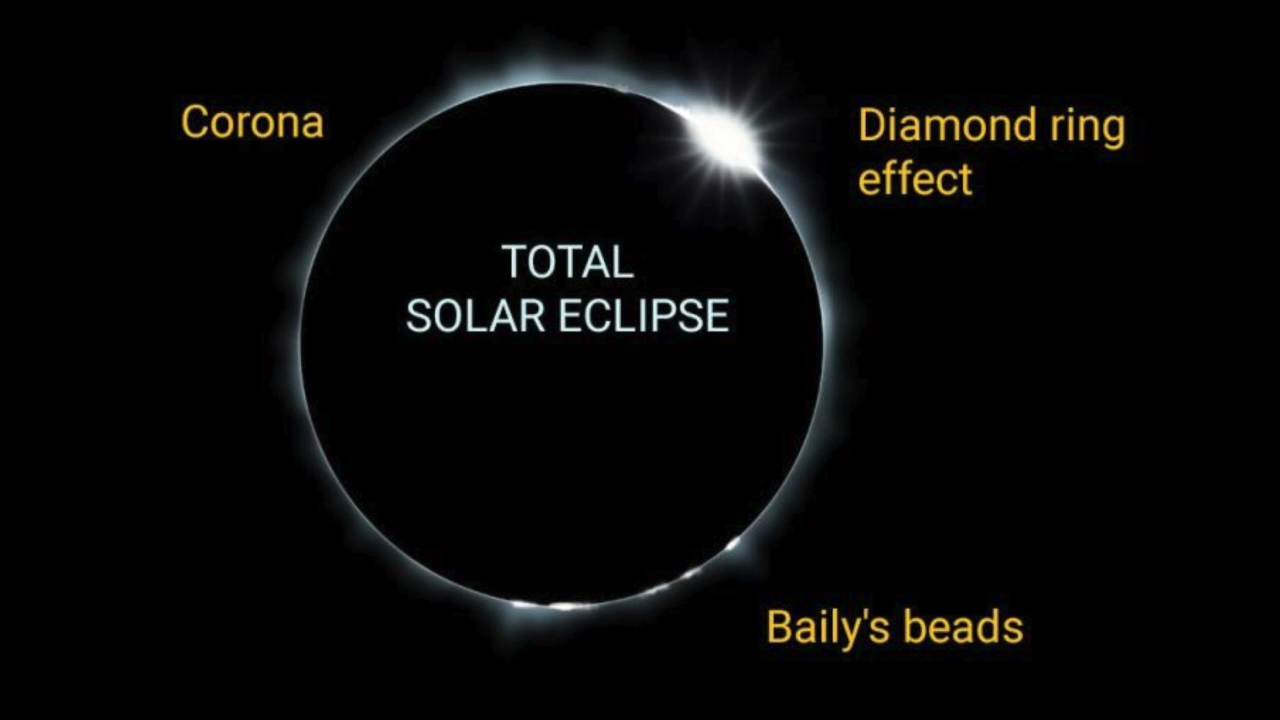 Corona
Diamond ring
effect
TOTAL
SOLAR ECLIPSE
Baily's beads